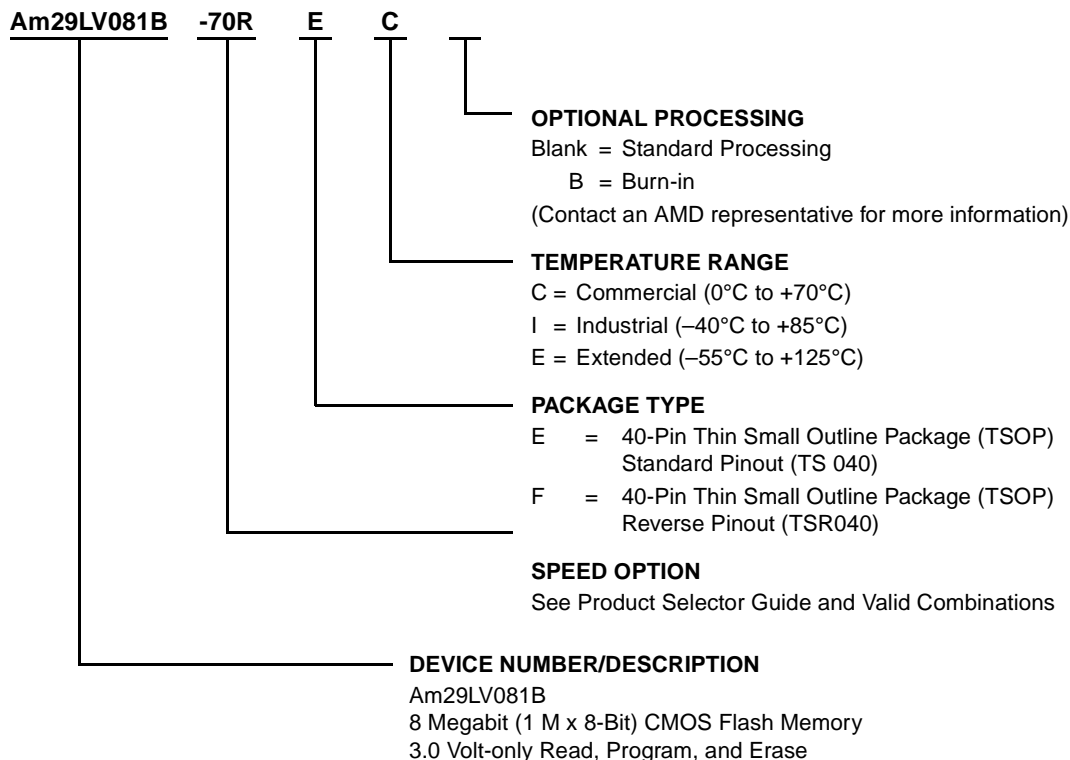 Am29LV081B -70R E C
OPTIONAL PROCESSING
Blank = Standard Processing
B = Burn-in
(Contact an AMD representative for more information)
TEMPERATURE RANGE
C = Commercial (0°C to +70°C)
I = Industrial (–40°C to +85°C)
E = Extended (–55°C to +125°C)
PACKAGE TYPE
E = 40-Pin Thin Small Outline Package (TSOP)
Standard Pinout (TS 040)
F = 40-Pin Thin Small Outline Package (TSOP)
Reverse Pinout (TSR040)
SPEED OPTION
See Product Selector Guide and Valid Combinations
DEVICE NUMBER/DESCRIPTION
Am29LV081B
8 Megabit (1 M x 8-Bit) CMOS Flash Memory
3.0 Volt-only Read, Program, and Erase